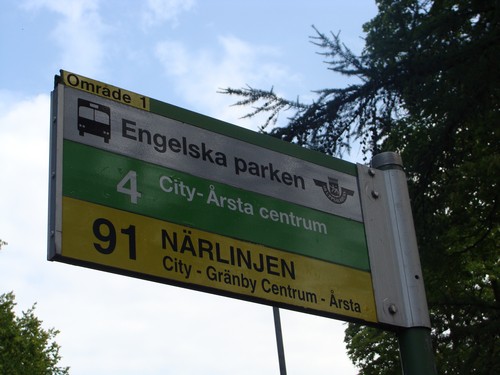 Område 1
Engelska parken
4 City-Årsta centrum
91 NÄRLINJEN
City - Gränby Centrum - Årsta